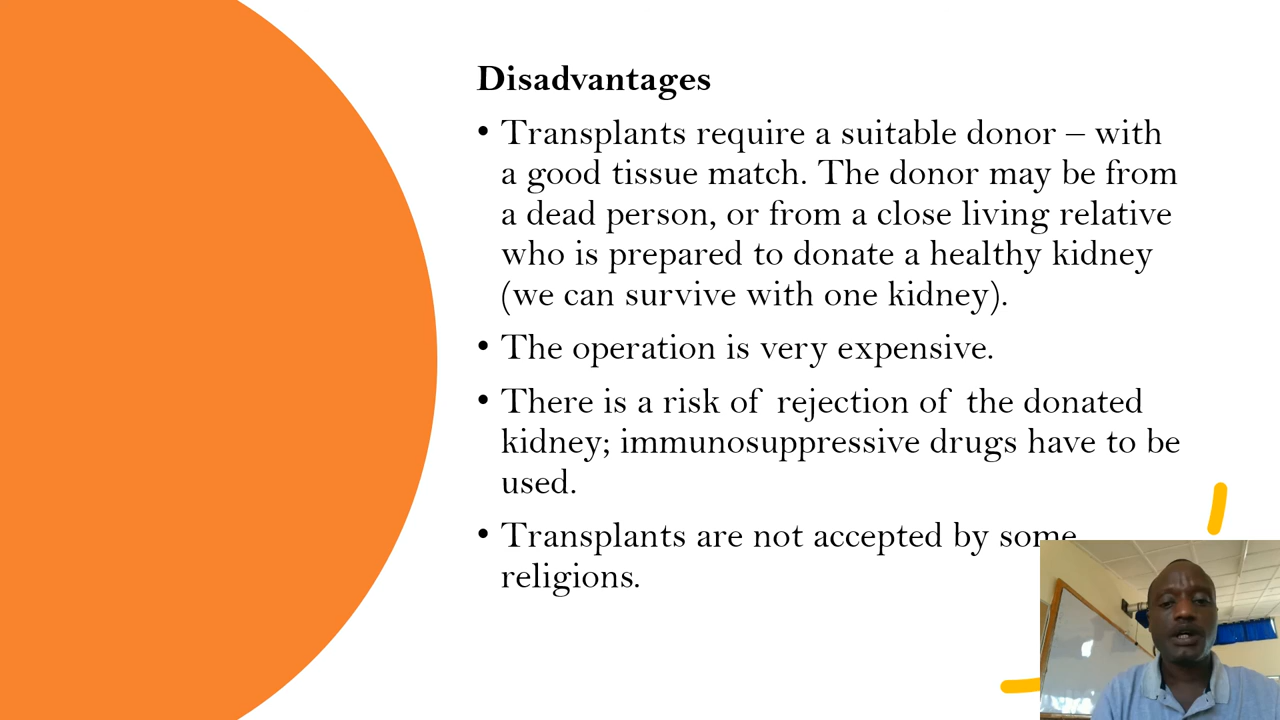 Disadvantages
• Transplants require a suitable donor – with
a good tissue match. The donor may be from
a dead person, or from a close living relative
who is prepared to donate a healthy kidney
(we can survive with one kidney).
• The operation is very expensive.
• There is a risk of rejection of the donated
kidney; immunosuppressive drugs have to be
used.
• Transplants are not accepted by some
religions.